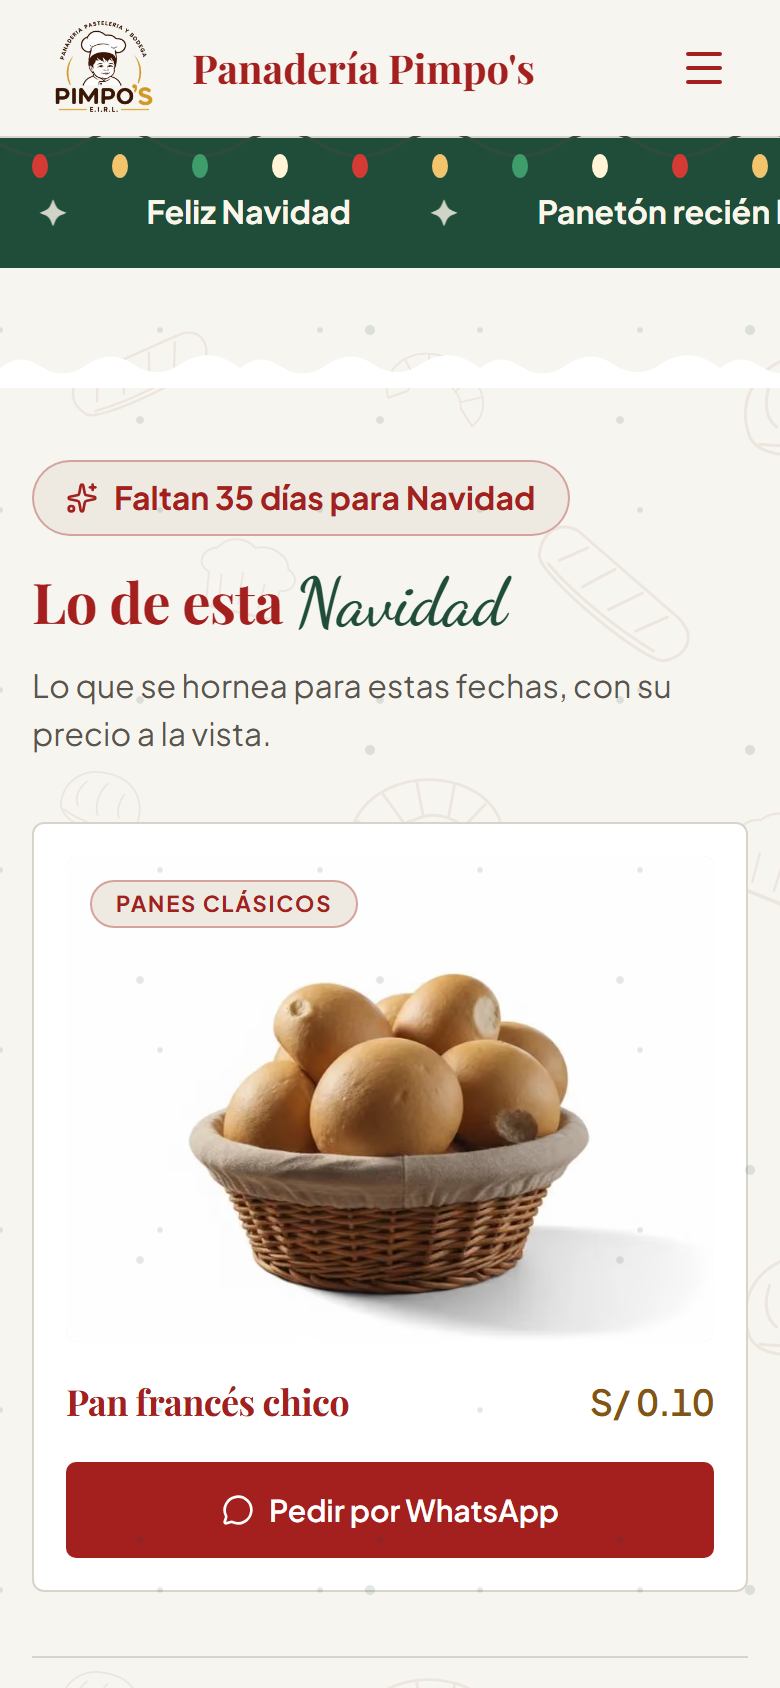 PANADERÍA PASTELERIA Y BODEGA
PIMPO'S
E.I.R.L.
Panadería Pimpo's
Feliz Navidad
Panetón recién
Faltan 35 días para Navidad
Lo de esta Navidad
Lo que se hornea para estas fechas, con su
precio a la vista.
PANES CLÁSICOS
Pan francés chico
S/ 0.10
Pedir por WhatsApp